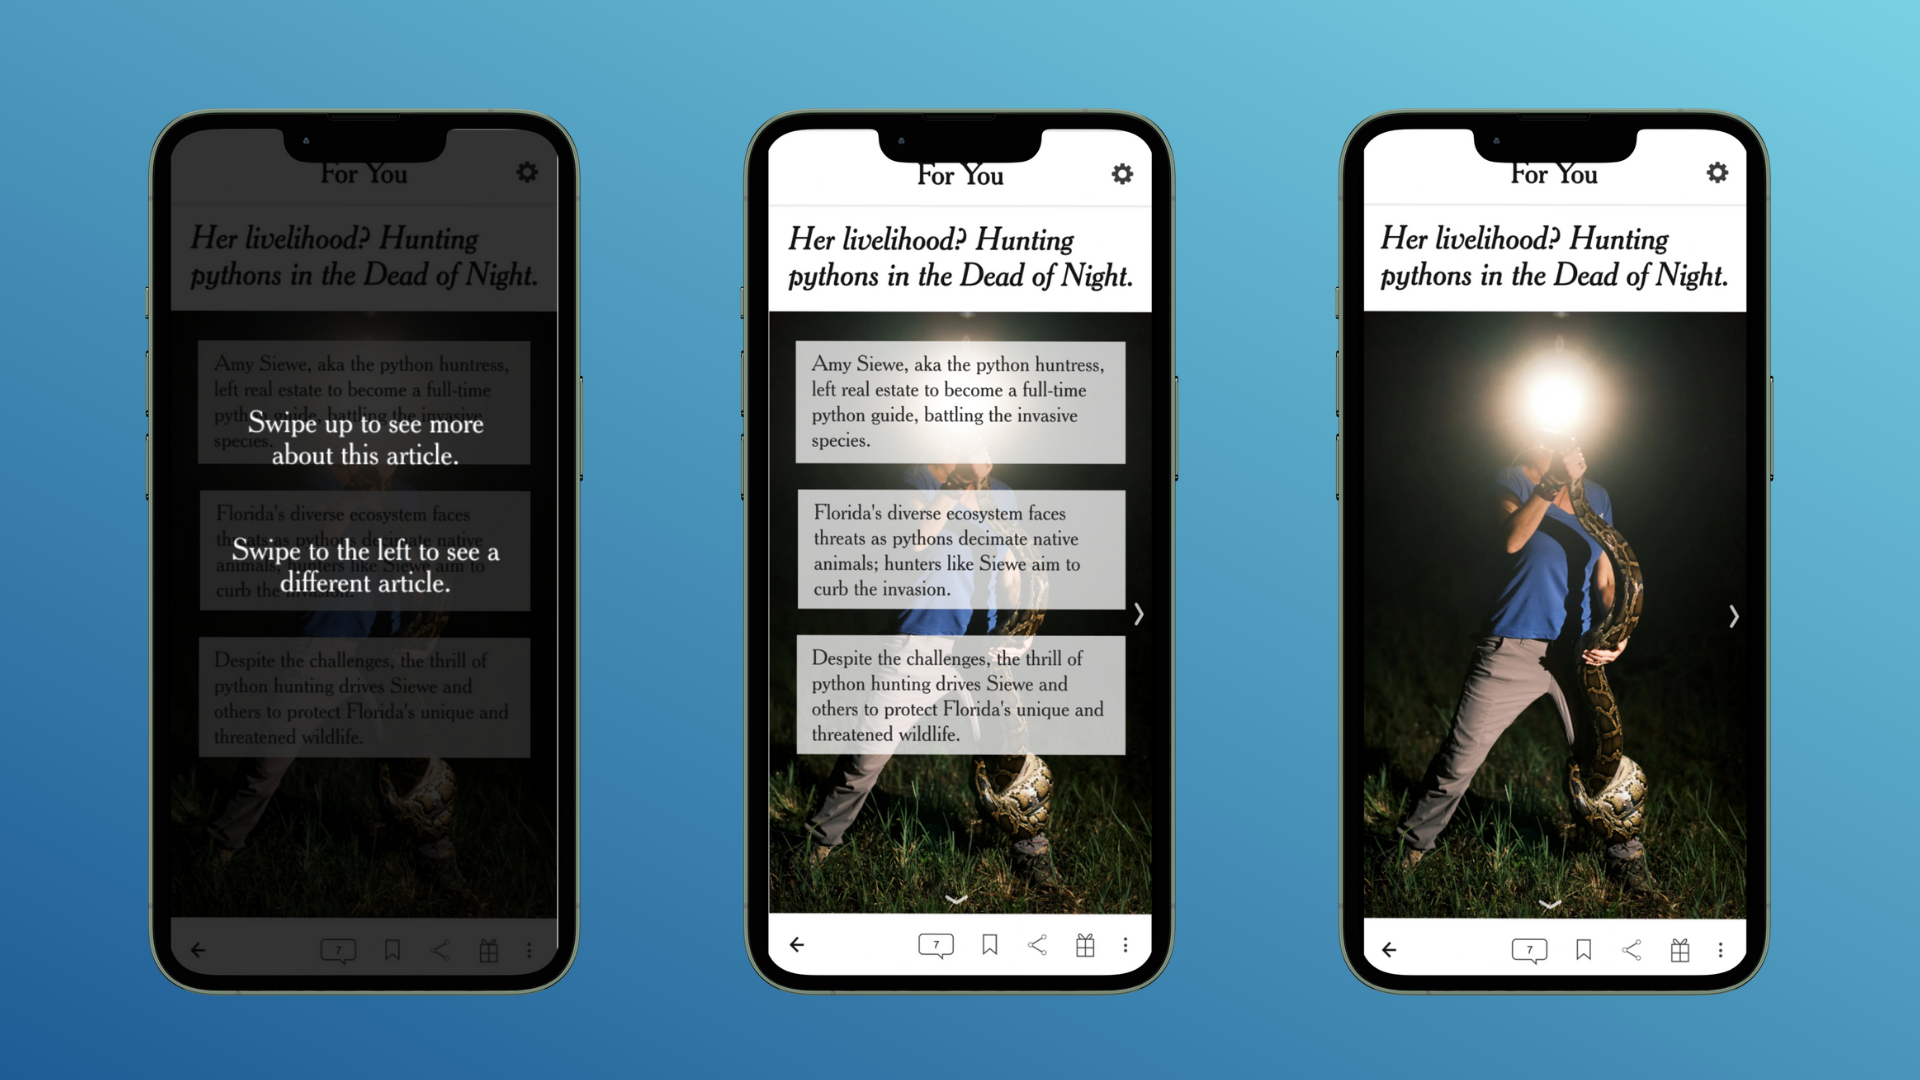 For You
Her livelihood? Hunting
pythons in the Dead of Night.
Amy Siewe, aka the python huntress,
left real estate to become a full-time
python guide, battling the invasive
species.
Swipe up to see more
about this article.
Florida's diverse ecosystem faces
threats as pythons decimate native
animals; hunters like Siewe aim to
curb the invasion.
Swipe to the left to see a
different article.
Despite the challenges, the thrill of
python hunting drives Siewe and
others to protect Florida's unique and
threatened wildlife.
7
For You
Her livelihood? Hunting
pythons in the Dead of Night.
Amy Siewe, aka the python huntress,
left real estate to become a full-time
python guide, battling the invasive
species.
Florida's diverse ecosystem faces
threats as pythons decimate native
animals; hunters like Siewe aim to
curb the invasion.
Despite the challenges, the thrill of
python hunting drives Siewe and
others to protect Florida's unique and
threatened wildlife.
7
For You
Her livelihood? Hunting
pythons in the Dead of Night.
7